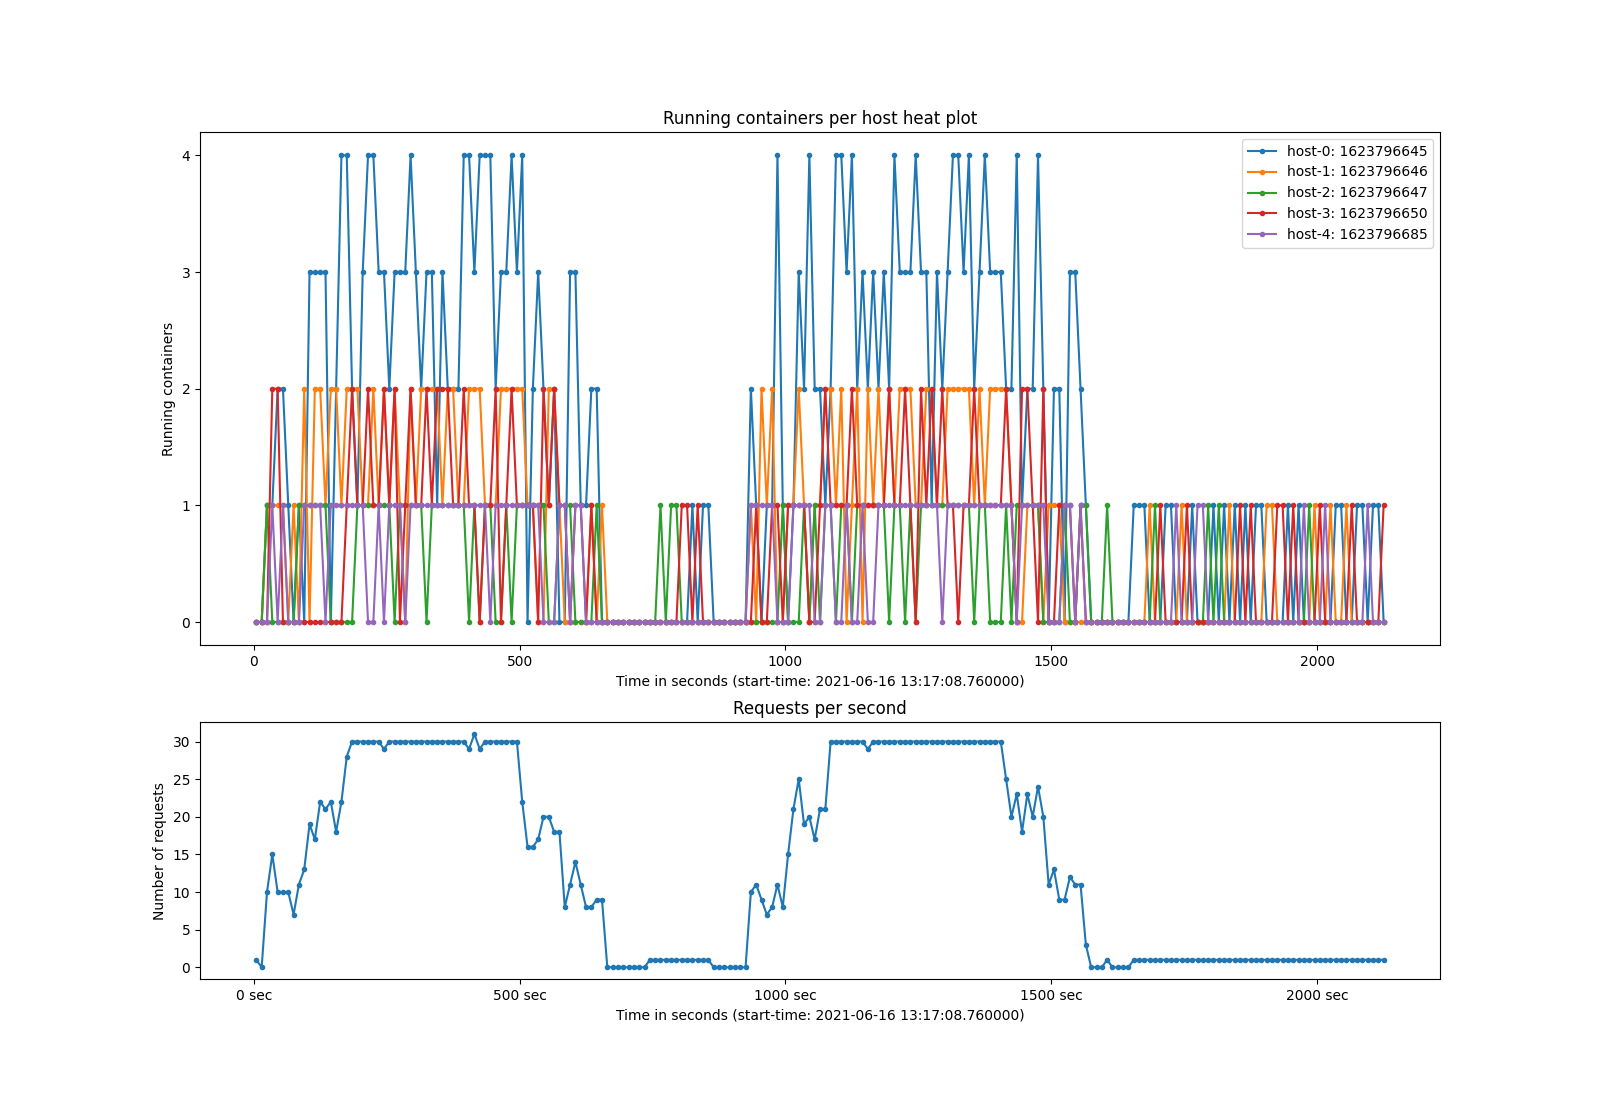 Running containers per host heat plot
4
3
2
1
0
Running containers
host-0: 1623796645
host-1: 1623796646
host-2: 1623796647
host-3: 1623796650
host-4: 1623796685
0 500 1000 1500 2000
Time in seconds (start-time: 2021-06-16 13:17:08.760000)
Requests per second
30
25
20
15
10
5
0
Number of requests
0 sec 500 sec 1000 sec 1500 sec 2000 sec
Time in seconds (start-time: 2021-06-16 13:17:08.760000)